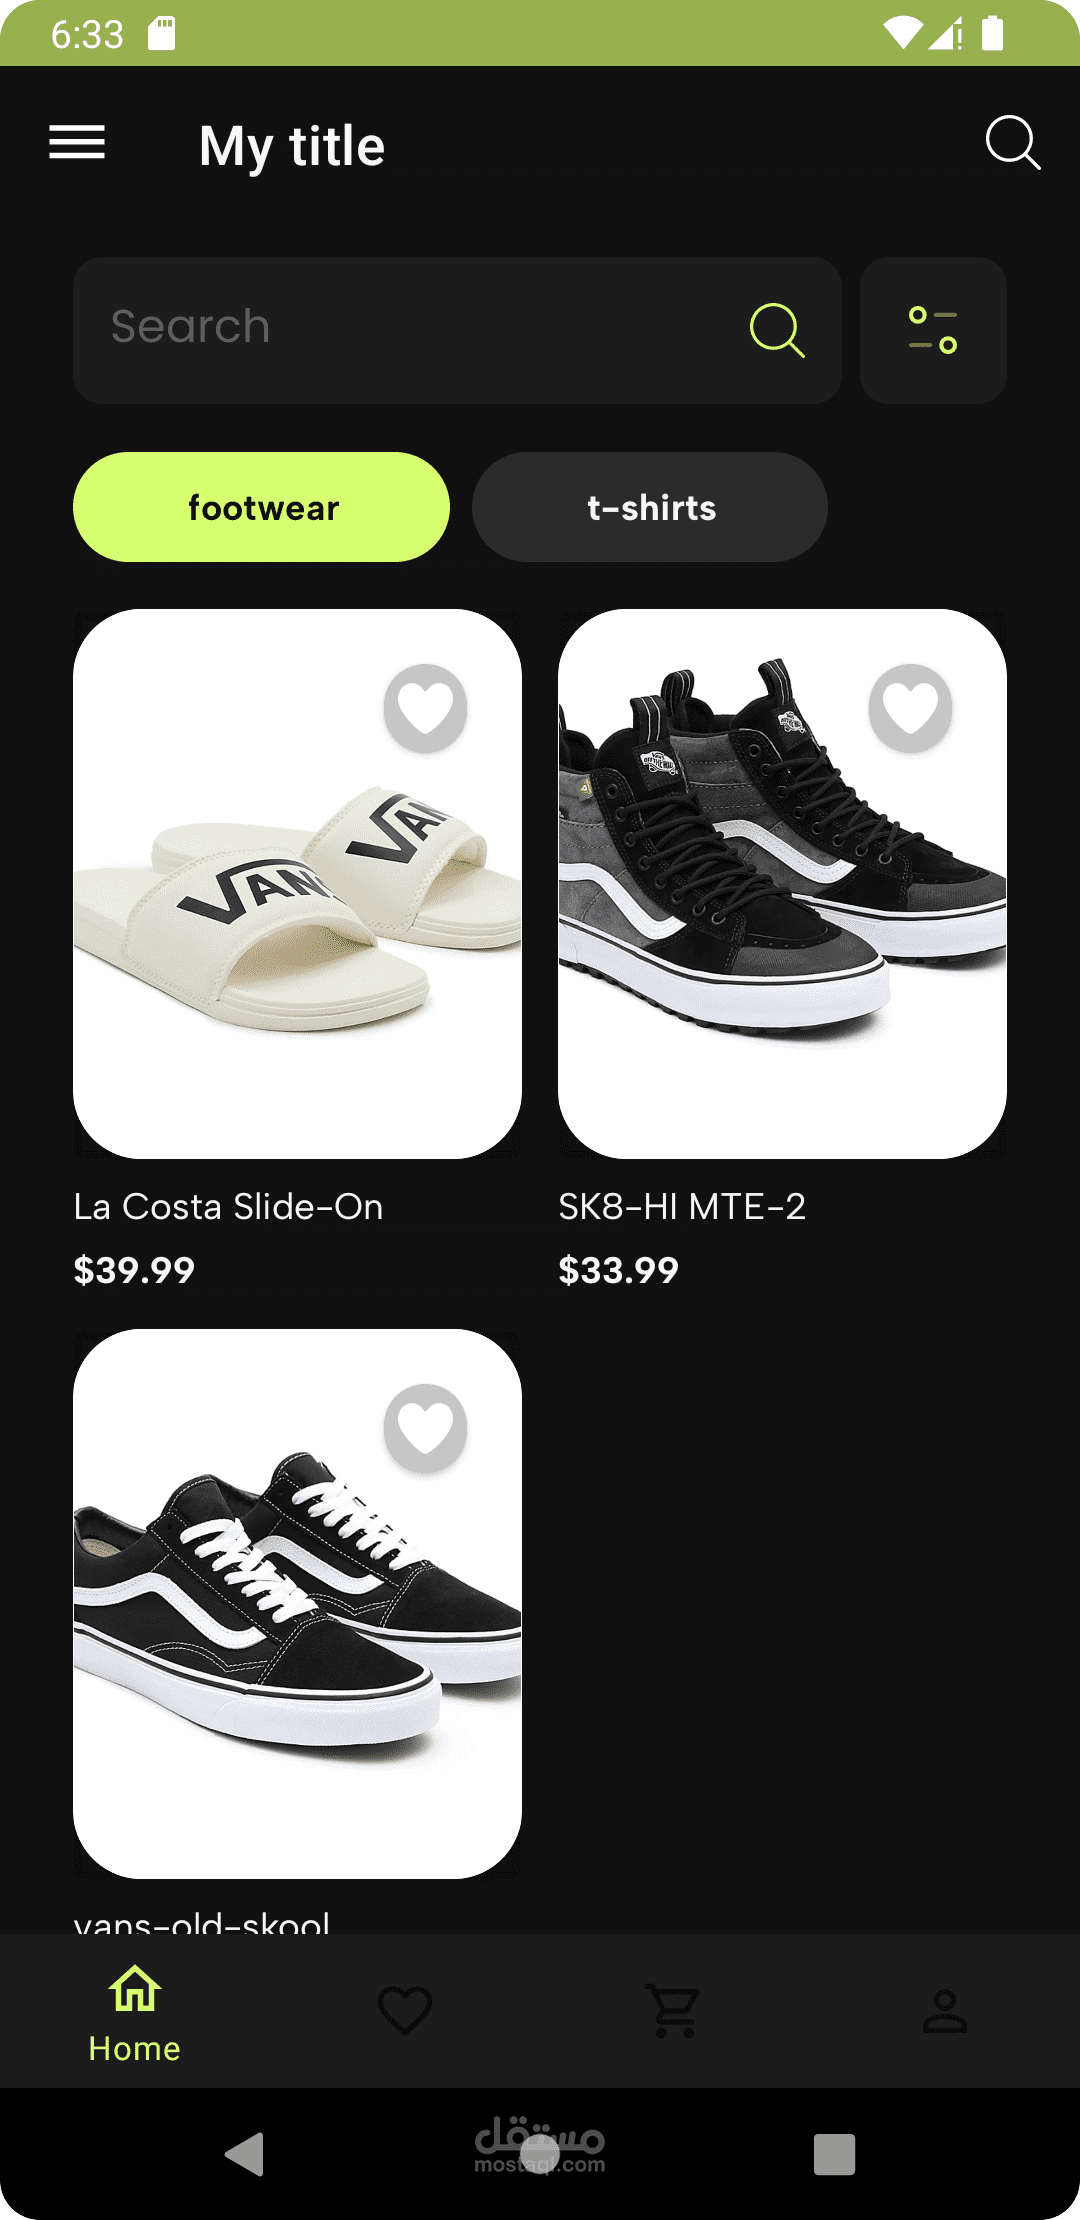 6:33
My title
Search
footwear
t-shirts
VANS
VAN
La Costa Slide-On
SK8-HI MTE-2
$39.99
$33.99
vans-old-skool
Home
مستقل
mostaql.com